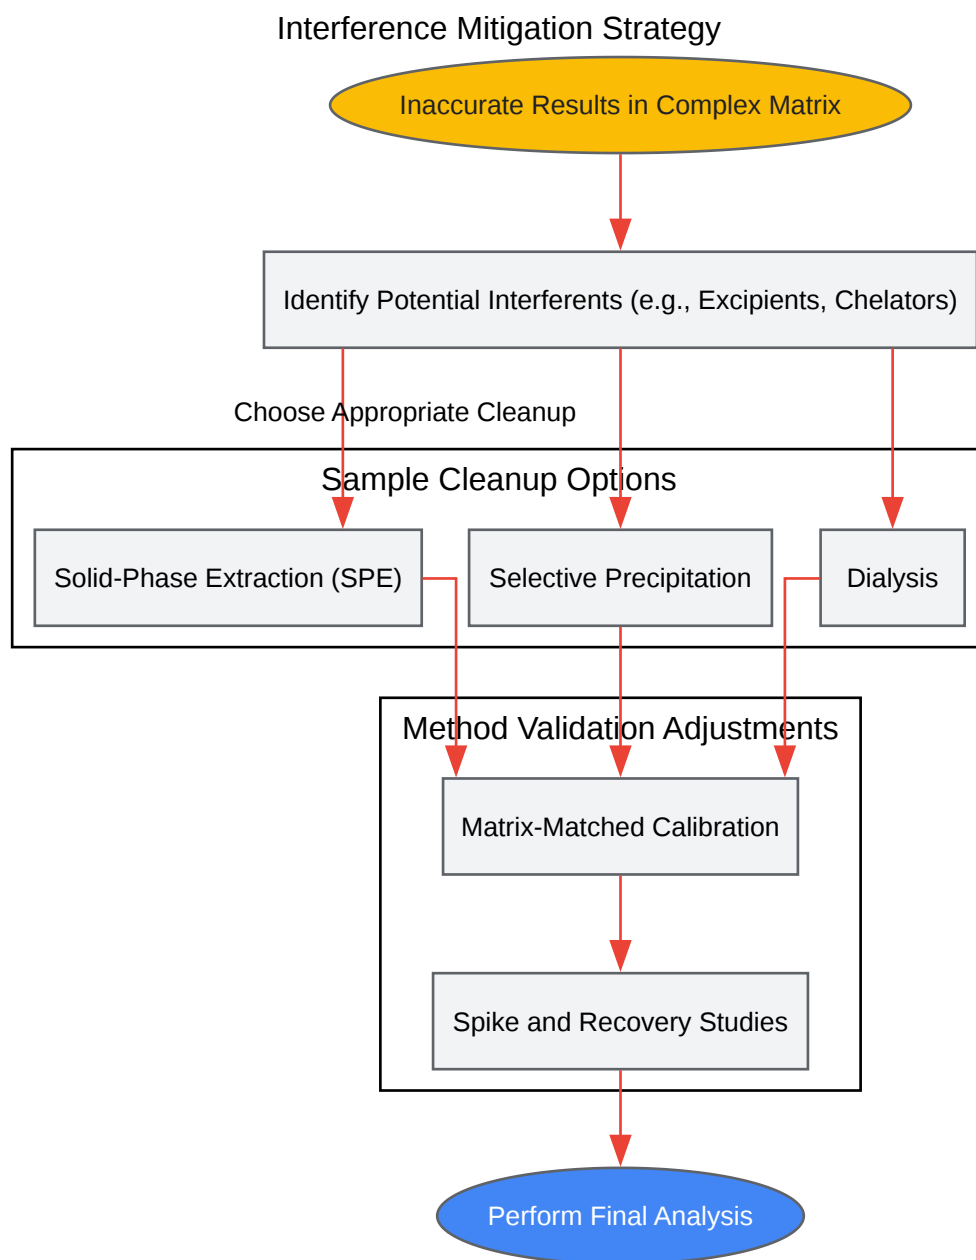 Interference Mitigation Strategy
Inaccurate Results in Complex Matrix
Identify Potential Interferents (e.g., Excipients, Chelators)
Choose Appropriate Cleanup
Sample Cleanup Options
Solid-Phase Extraction (SPE)
Selective Precipitation
Dialysis
Method Validation Adjustments
Matrix-Matched Calibration
Spike and Recovery Studies
Perform Final Analysis